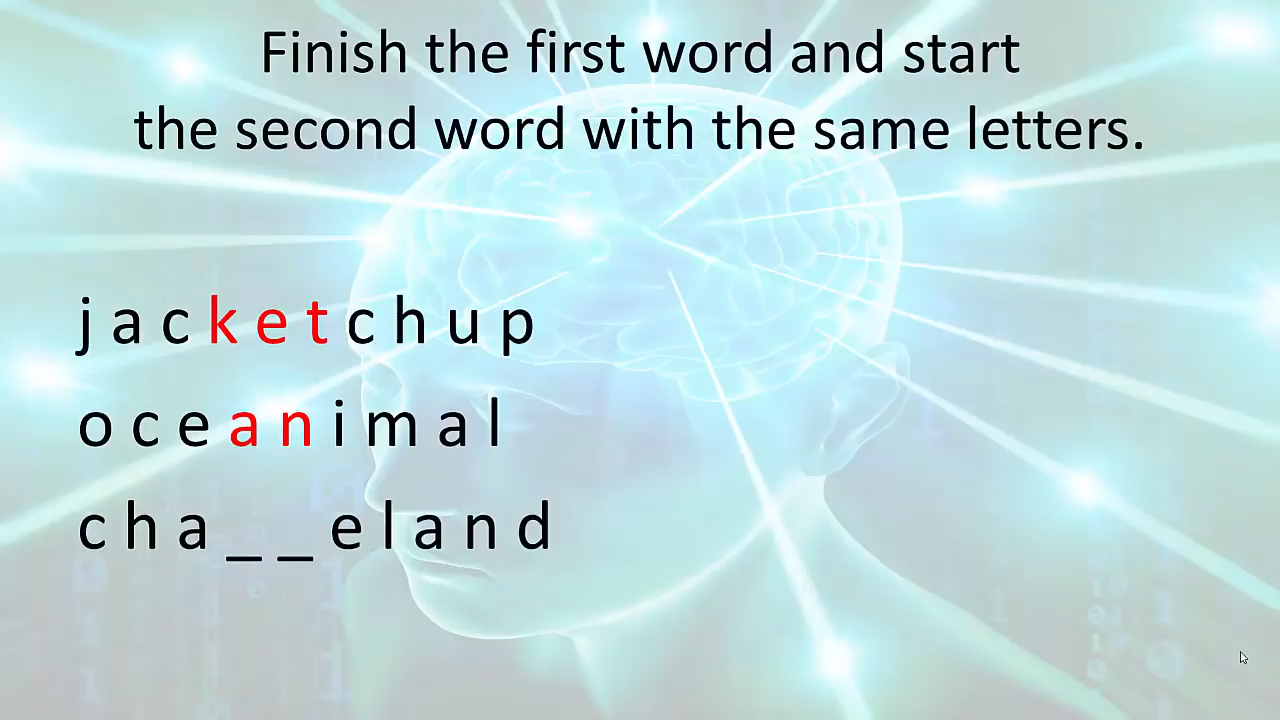 Finish the first word and start
the second word with the same letters.
j a c k e t c h u p
o c e a n i m a l
c h a _ _ e l a n d